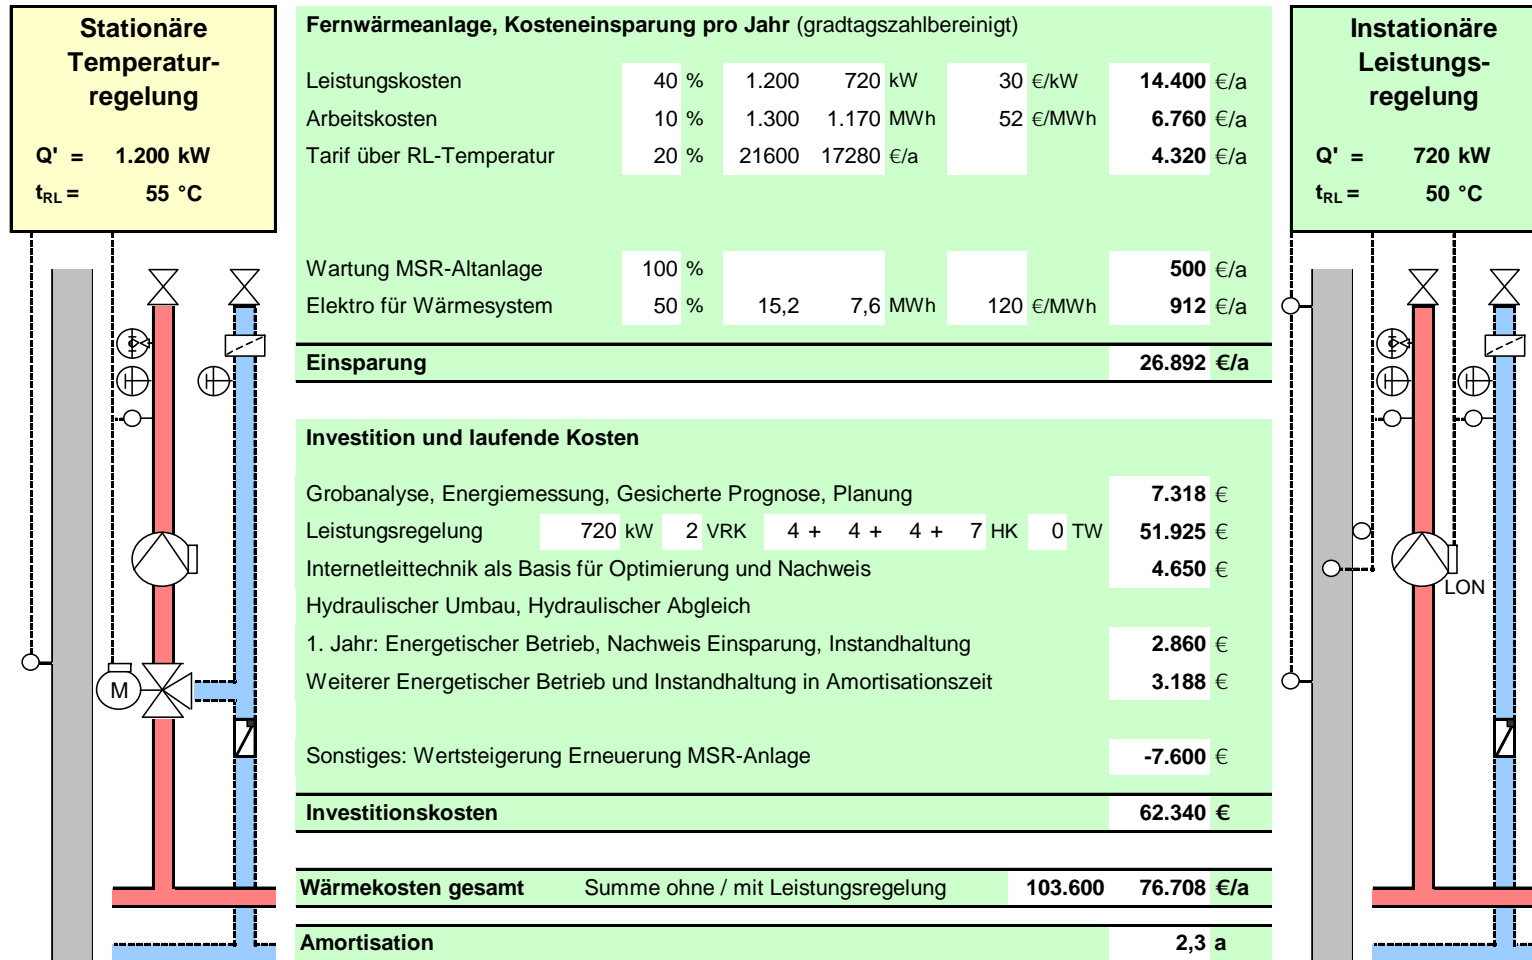 Stationäre
Temperatur-
regelung
Q' = 1.200 kW
tRL = 55 °C
Fernwärmeanlage, Kosteneinsparung pro Jahr (gradtagszahlbereinigt)
Leistungskosten 40 % 1.200 720 kW 30 €/kW 14.400 €/a
Arbeitskosten 10 % 1.300 1.170 MWh 52 €/MWh 6.760 €/a
Tarif über RL-Temperatur 20 % 21600 17280 €/a 4.320 €/a
Wartung MSR-Altanlage 100 % 500 €/a
Elektro für Wärmesystem 50 % 15,2 7,6 MWh 120 €/MWh 912 €/a
Einsparung 26.892 €/a
Investition und laufende Kosten
Grobanalyse, Energiemessung, Gesicherte Prognose, Planung 7.318 €
Leistungsregelung 720 kW 2 VRK 4 + 4 + 4 + 7 HK 0 TW 51.925 €
Internetleittechnik als Basis für Optimierung und Nachweis 4.650 €
Hydraulischer Umbau, Hydraulischer Abgleich
1. Jahr: Energetischer Betrieb, Nachweis Einsparung, Instandhaltung 2.860 €
Weiterer Energetischer Betrieb und Instandhaltung in Amortisationszeit 3.188 €
Sonstiges: Wertsteigerung Erneuerung MSR-Anlage -7.600 €
Investitionskosten 62.340 €
Wärmekosten gesamt Summe ohne / mit Leistungsregelung 103.600 76.708 €/a
Amortisation 2,3 a
M
Instationäre
Leistungs-
regelung
Q' = 720 kW
tRL = 50 °C
LON